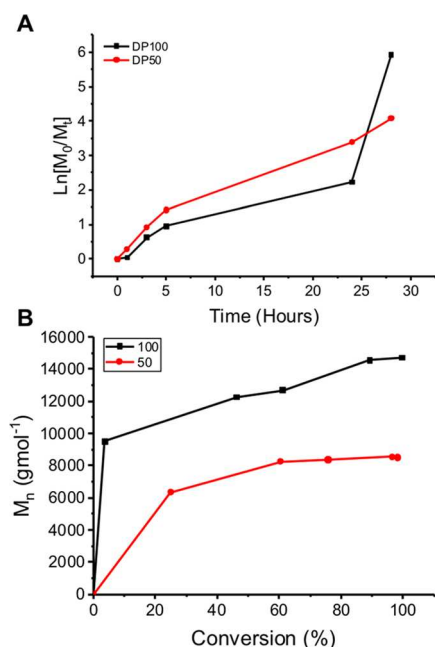 A
DP100
DP50
6
5
4
3
2
1
0
Ln[M₀/Mₜ]
0 5 10 15 20 25 30
Time (Hours)
B
100
50
16000
14000
12000
10000
8000
6000
4000
2000
0
Mₙ (gmol⁻¹)
0 20 40 60 80 100
Conversion (%)